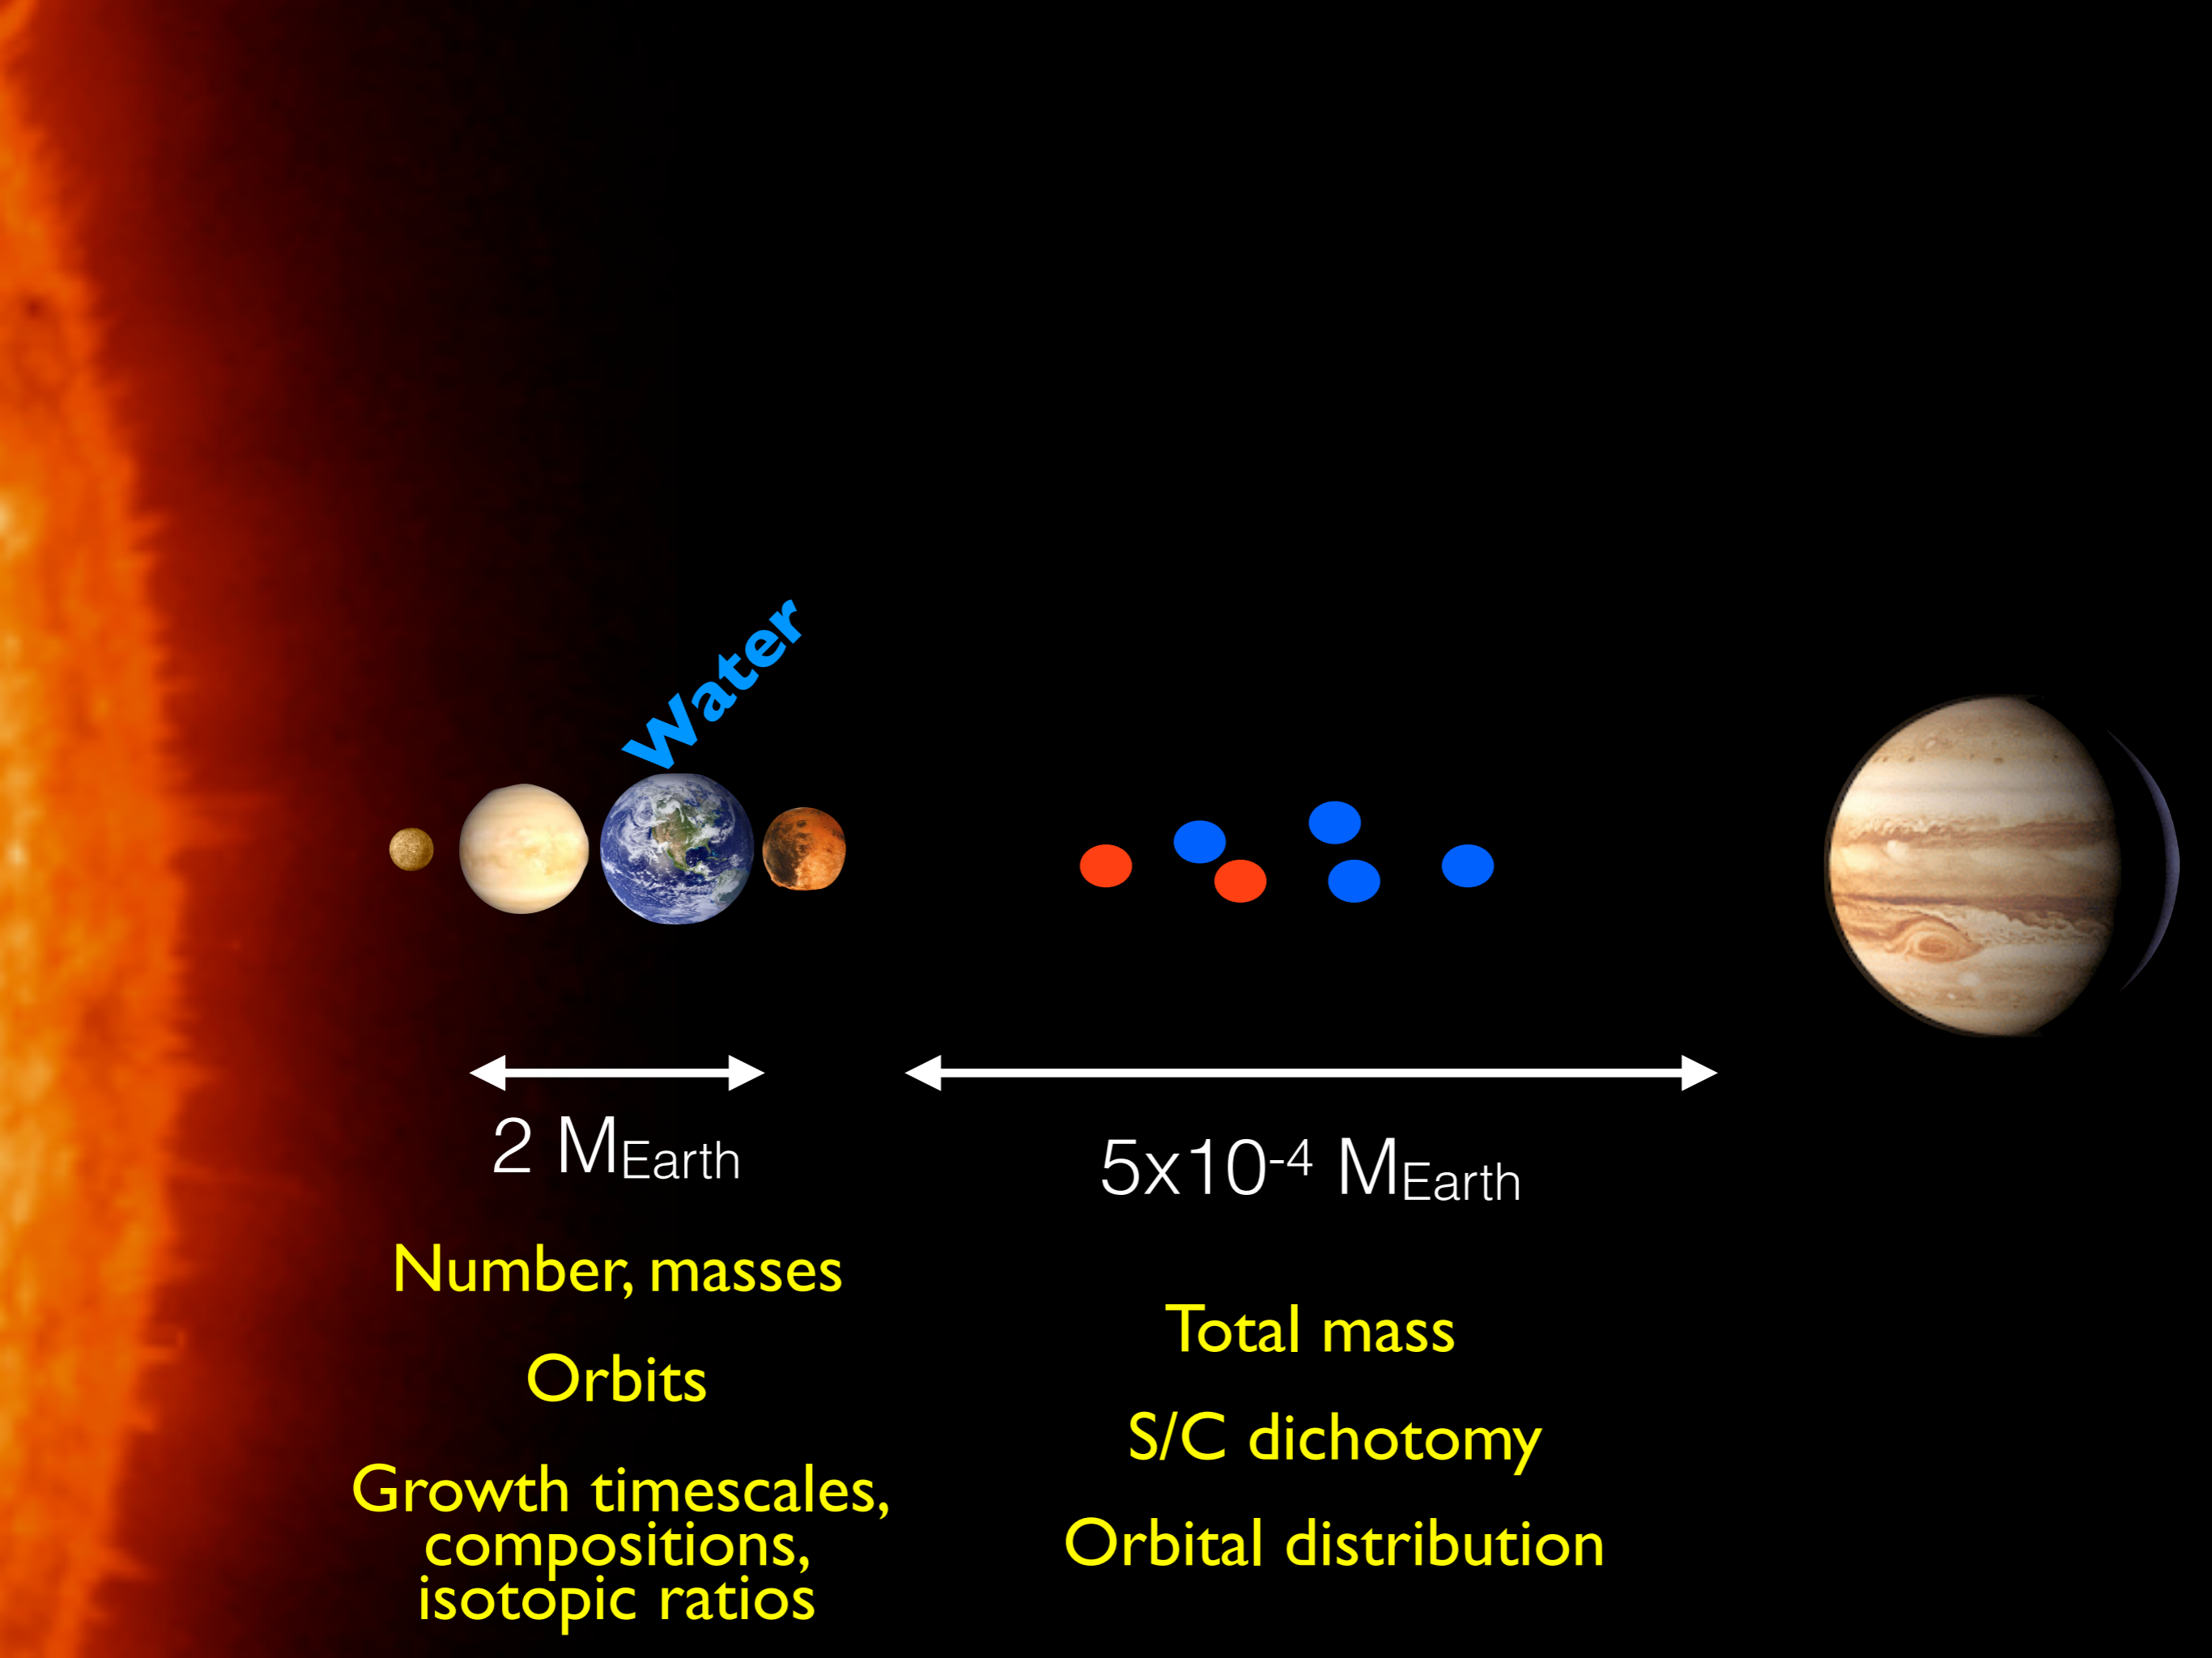 Water
2 MEarth
5x10-4 MEarth
Number, masses
Orbits
Growth timescales,
compositions,
isotopic ratios
Total mass
S/C dichotomy
Orbital distribution